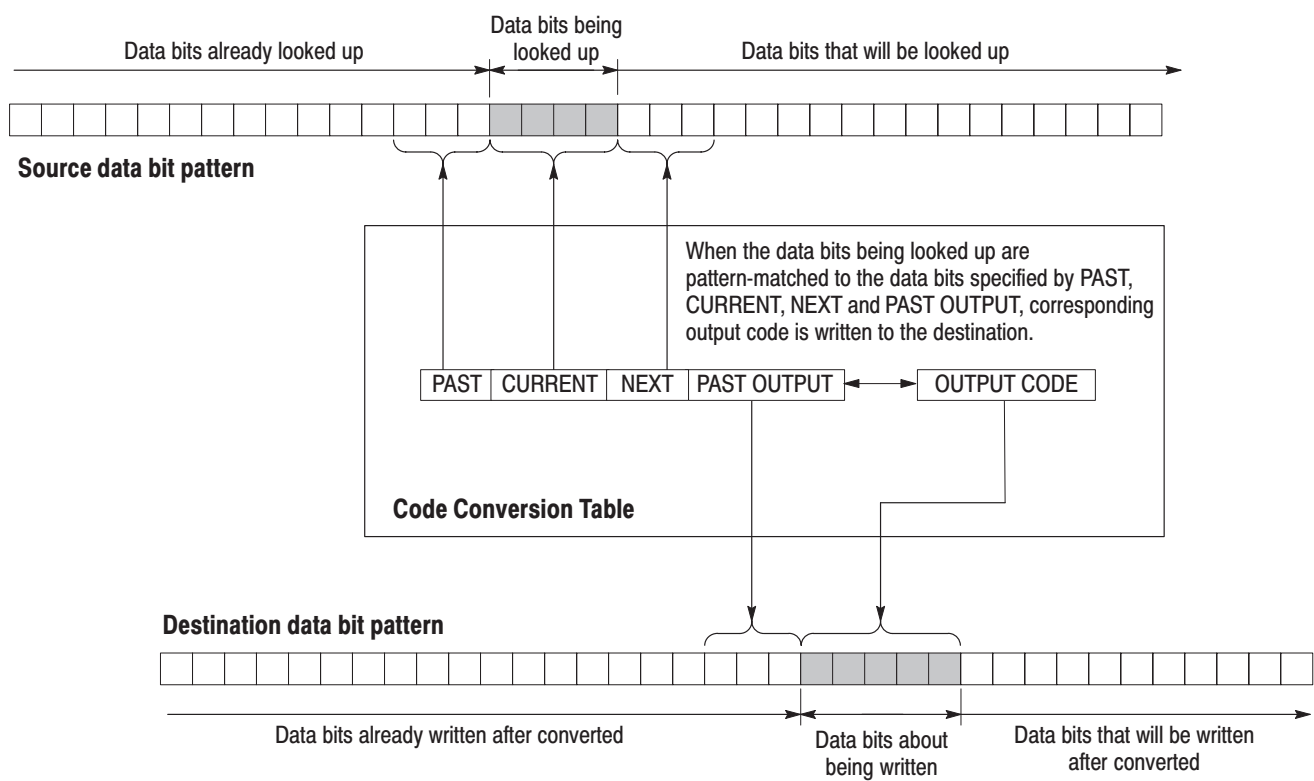 Data bits already looked up
Data bits being
looked up
Data bits that will be looked up
Source data bit pattern
When the data bits being looked up are
pattern-matched to the data bits specified by PAST,
CURRENT, NEXT and PAST OUTPUT, corresponding
output code is written to the destination.
PAST CURRENT NEXT PAST OUTPUT OUTPUT CODE
Code Conversion Table
Destination data bit pattern
Data bits already written after converted
Data bits about
being written
Data bits that will be written
after converted